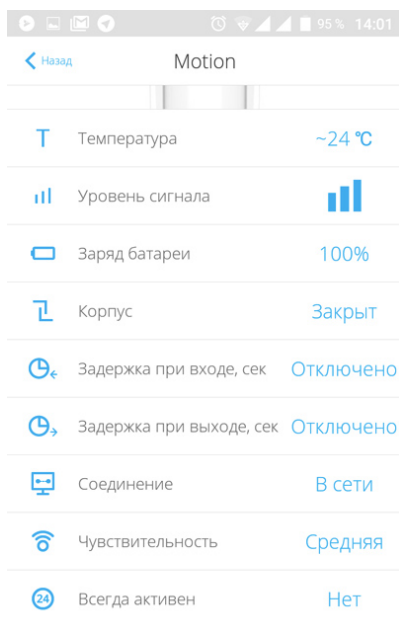 95 % 14:01
Назад Motion
T Температура ~24 °C
Уровень сигнала
Заряд батареи 100%
Корпус Закрыт
Задержка при входе, сек Отключено
Задержка при выходе, сек Отключено
Соединение В сети
Чувствительность Средняя
24 Всегда активен Нет